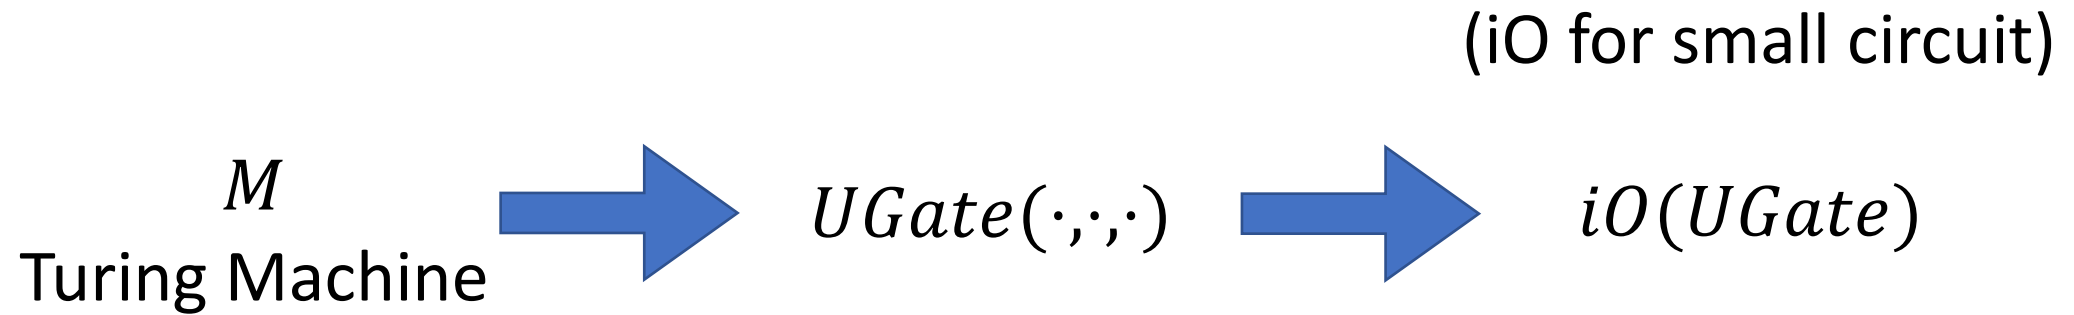 (iO for small circuit)
𝑀
Turing Machine
𝑈𝐺𝑎𝑡𝑒(⋅,⋅,⋅)
𝑖𝑂(𝑈𝐺𝑎𝑡𝑒)